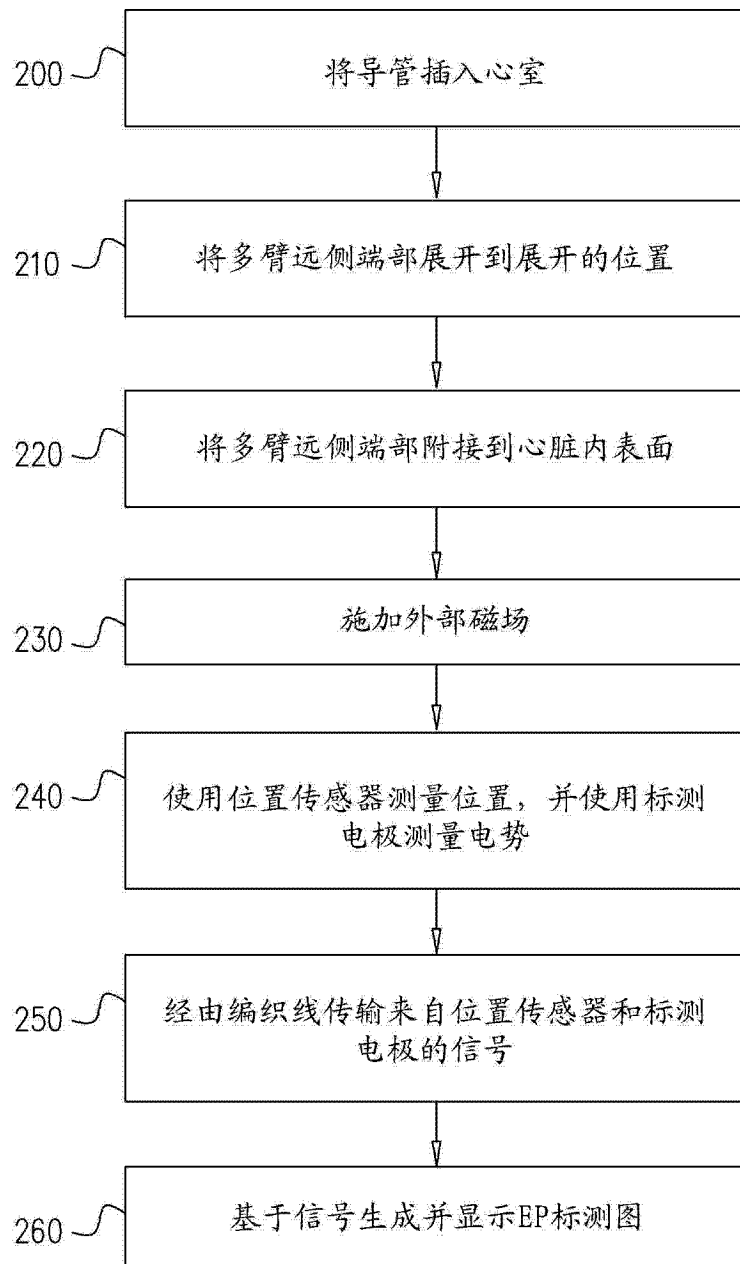 200
将导管插入心室
210
将多臂远侧端部展开到展开的位置
220
将多臂远侧端部附接到心脏内表面
230
施加外部磁场
240
使用位置传感器测量位置，并使用标测
电极测量电势
250
经由编织线传输来自位置传感器和标测
电极的信号
260
基于信号生成并显示EP标测图